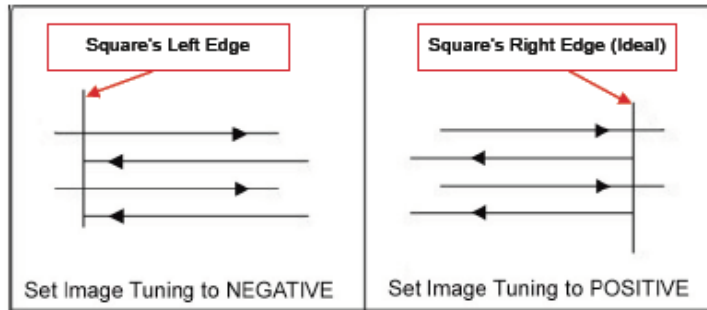 Square's Left Edge
Set Image Tuning to NEGATIVE
Square's Right Edge (Ideal)
Set Image Tuning to POSITIVE